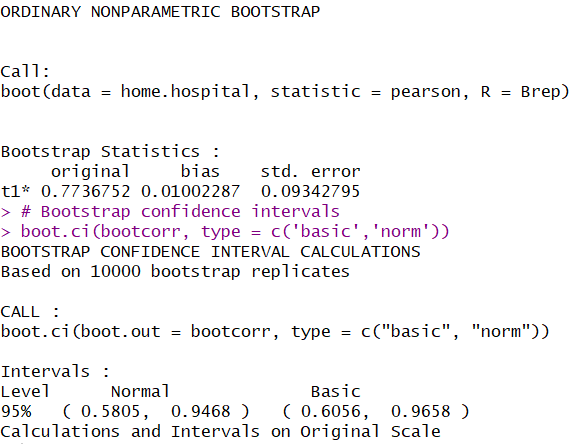 ORDINARY NONPARAMETRIC BOOTSTRAP
Call:
boot(data = home.hospital, statistic = pearson, R = Brep)
Bootstrap Statistics :
original bias std. error
t1* 0.7736752 0.01002287 0.09342795
> # Bootstrap confidence intervals
> boot.ci(bootcorr, type = c('basic','norm'))
BOOTSTRAP CONFIDENCE INTERVAL CALCULATIONS
Based on 10000 bootstrap replicates
CALL :
boot.ci(boot.out = bootcorr, type = c("basic", "norm"))
Intervals :
Level Normal Basic
95% ( 0.5805, 0.9468 ) ( 0.6056, 0.9658 )
Calculations and Intervals on Original Scale